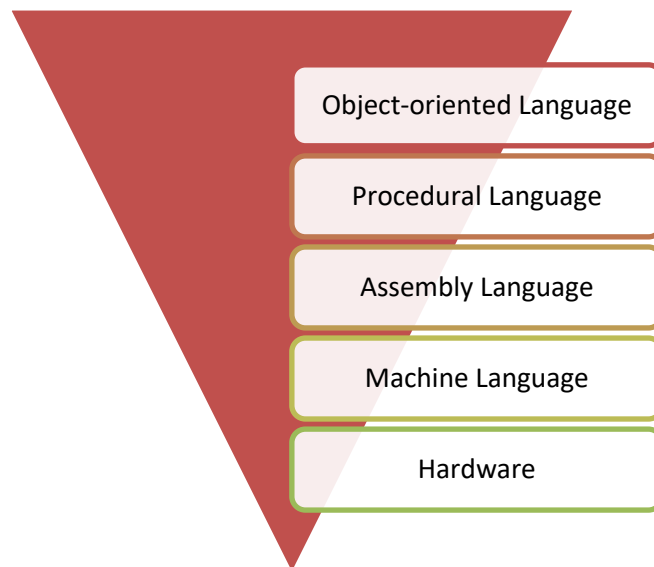 Object-oriented Language
Procedural Language
Assembly Language
Machine Language
Hardware